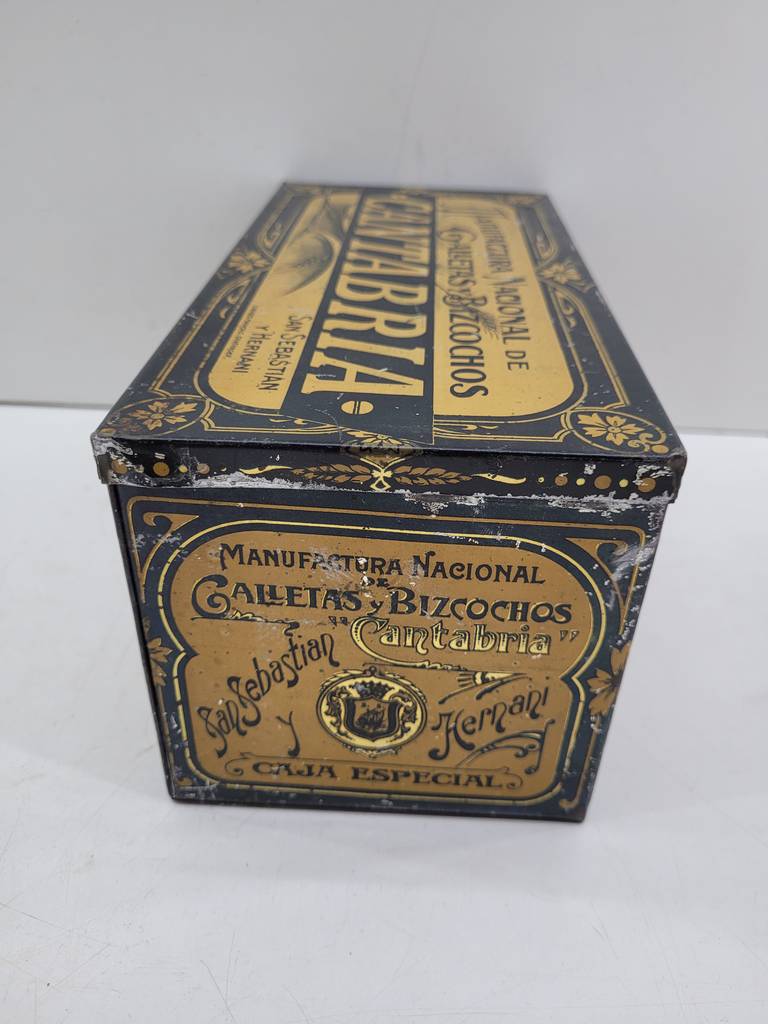 MANUFACTURA NACIONAL DE
GALLETAS Y BIZCOCHOS
CANTABRIA
SAN SEBASTIAN
Y HERNANI
MANUFACTURA NACIONAL
DE
GALLETAS Y BIZCOCHOS
"Cantabria"
San Sebastian
Y Hernani
CAJA ESPECIAL